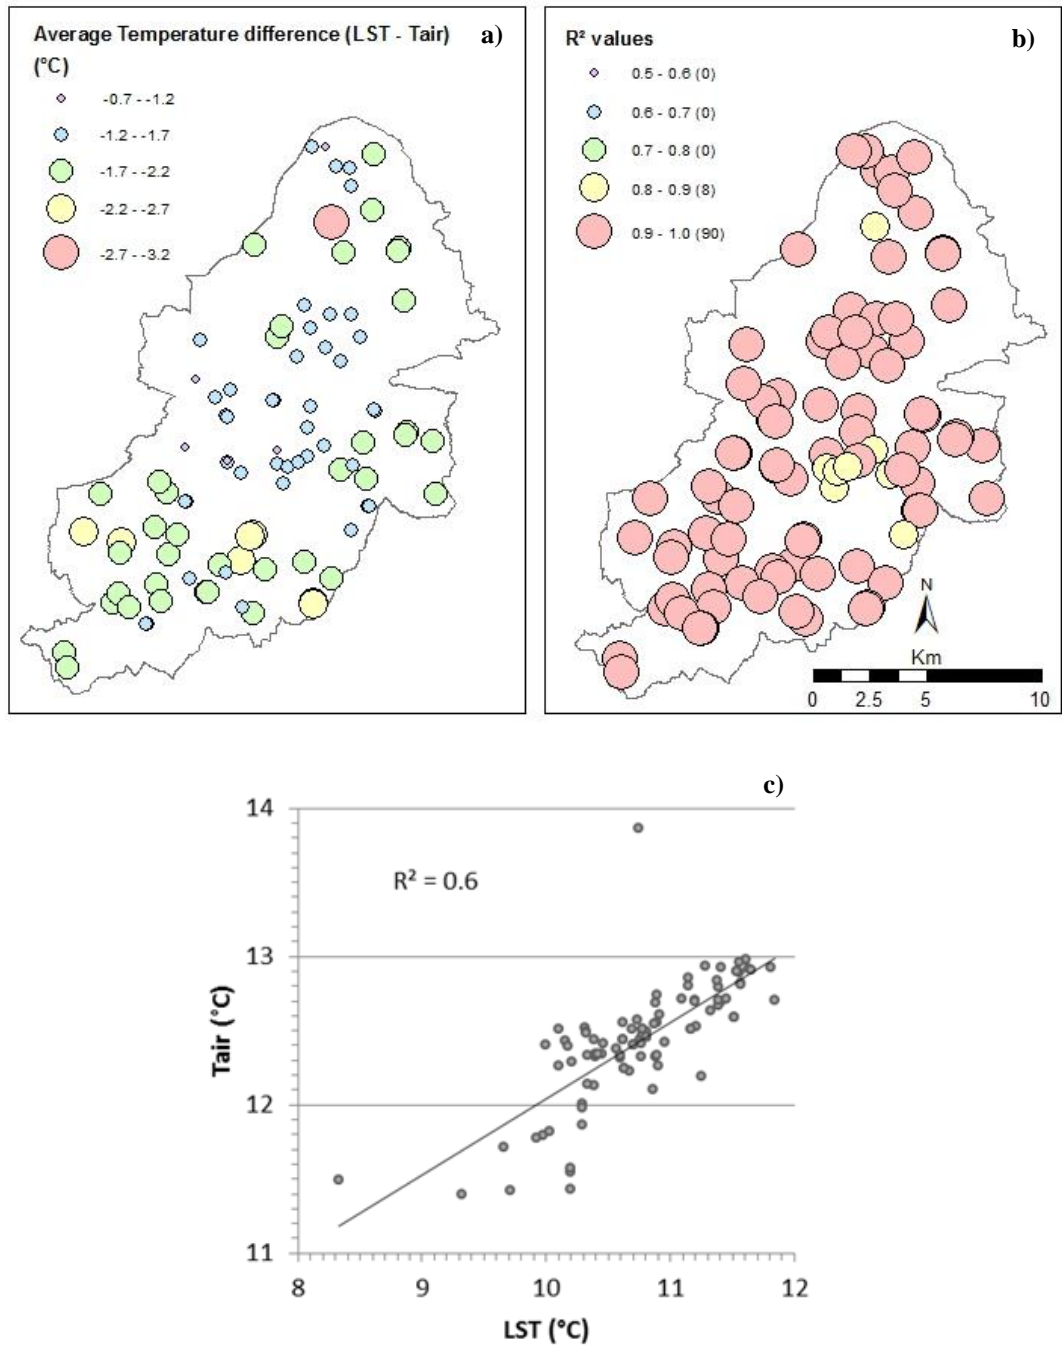 Average Temperature difference (LST - Tair) a)
(°C)
-0.7 - -1.2
-1.2 - -1.7
-1.7 - -2.2
-2.2 - -2.7
-2.7 - -3.2
R² values b)
0.5 - 0.6 (0)
0.6 - 0.7 (0)
0.7 - 0.8 (0)
0.8 - 0.9 (8)
0.9 - 1.0 (90)
N
Km
0 2.5 5 10
c)
14
R² = 0.6
13
Tair (°C)
12
11
8 9 10 11 12
LST (°C)